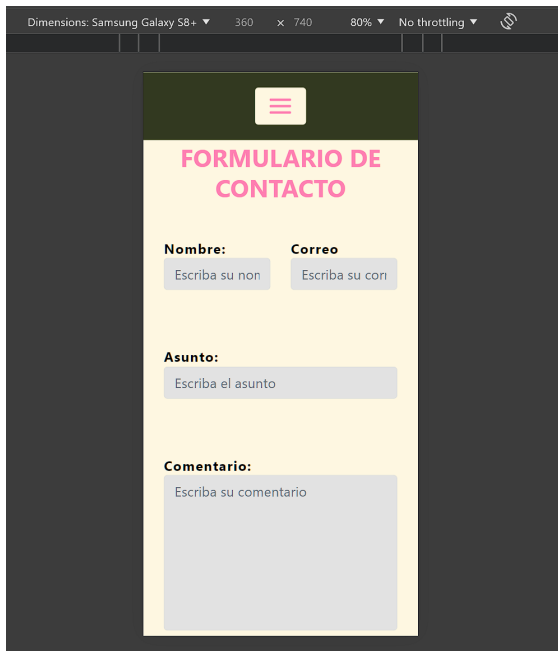 Dimensions: Samsung Galaxy S8+ ▼ 360 × 740 80% ▼ No throttling ▼
FORMULARIO DE
CONTACTO
Nombre: Correo
Escriba su nom Escriba su corr
Asunto:
Escriba el asunto
Comentario:
Escriba su comentario